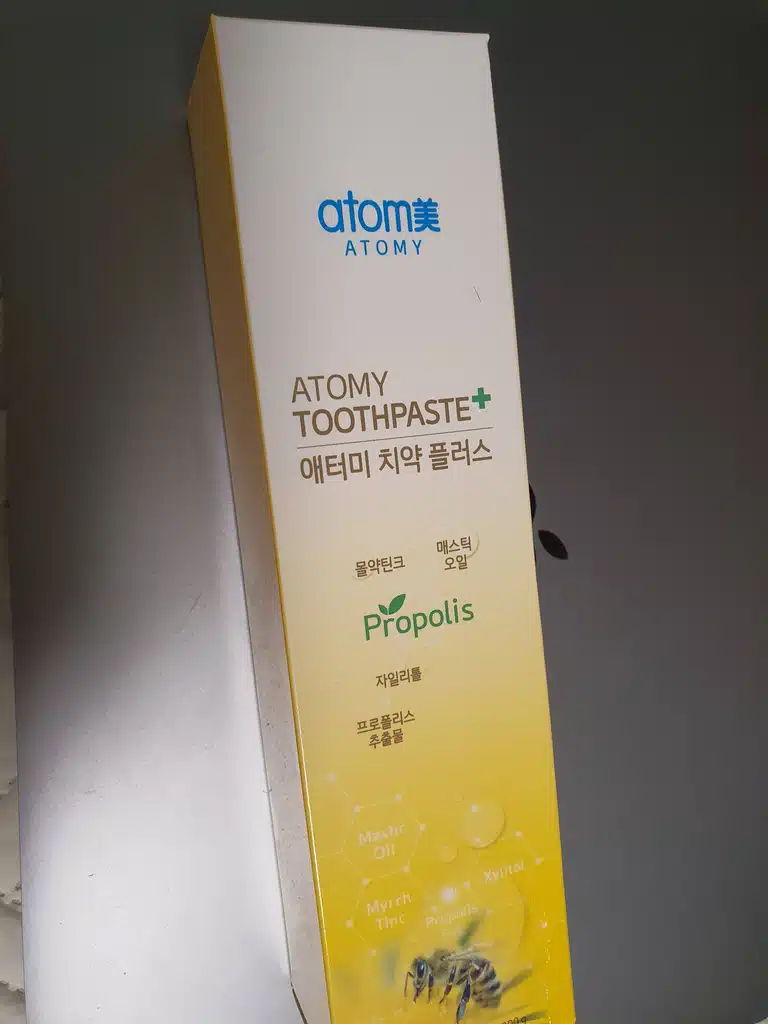 atom美
ATOMY
ATOMY
TOOTHPASTE+
애터미 치약 플러스
몰약틴크
매스틱
오일
Propolis
자일리톨
프로폴리스
추출물
Mastic
Oil
Xylitol
Myrrh
Tinc
Propolis